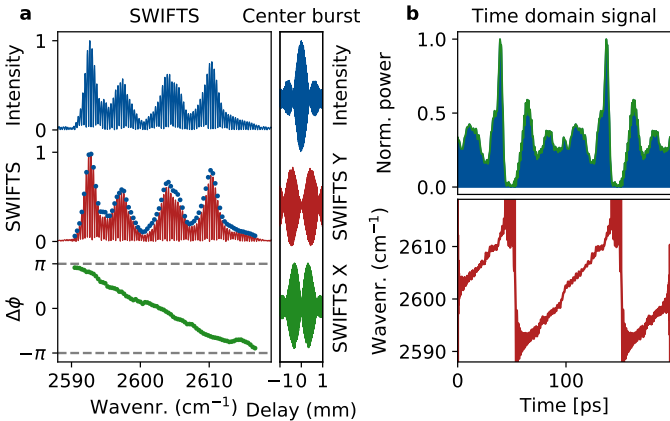 a
SWIFTS
Center burst
b
Time domain signal
Intensity
1
0
Intensity
SWIFTS
1
0
SWIFTS Y
Δϕ
π
0
−π
SWIFTS X
2590
2600
2610
Wavenr. (cm⁻¹)
−1 0 1
Delay (mm)
Norm. power
1.0
0.5
0.0
Wavenr. (cm⁻¹)
2610
2600
2590
0
100
Time [ps]